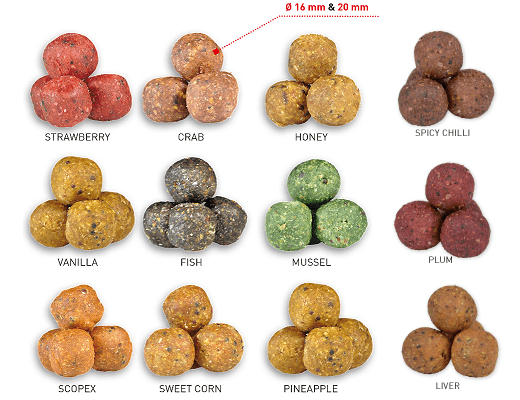 Ø 16 mm & 20 mm
STRAWBERRY
CRAB
HONEY
SPICY CHILLI
VANILLA
FISH
MUSSEL
PLUM
SCOPEX
SWEET CORN
PINEAPPLE
LIVER